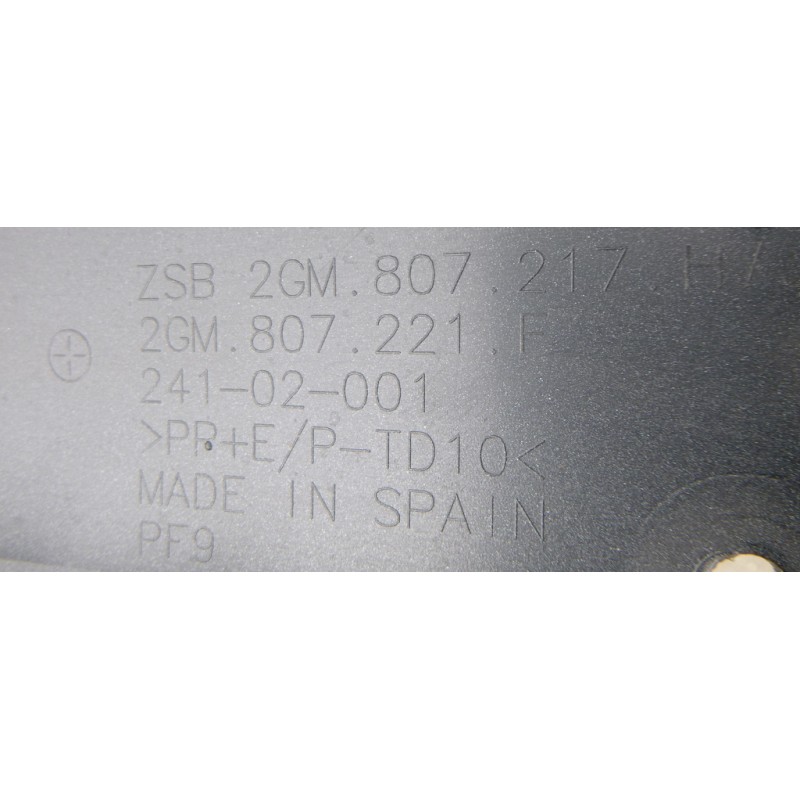 ZSB 2GM.807.217.H/
2GM.807.221.F
241-02-001
>PP+E/P-TD10<
MADE IN SPAIN
PF9